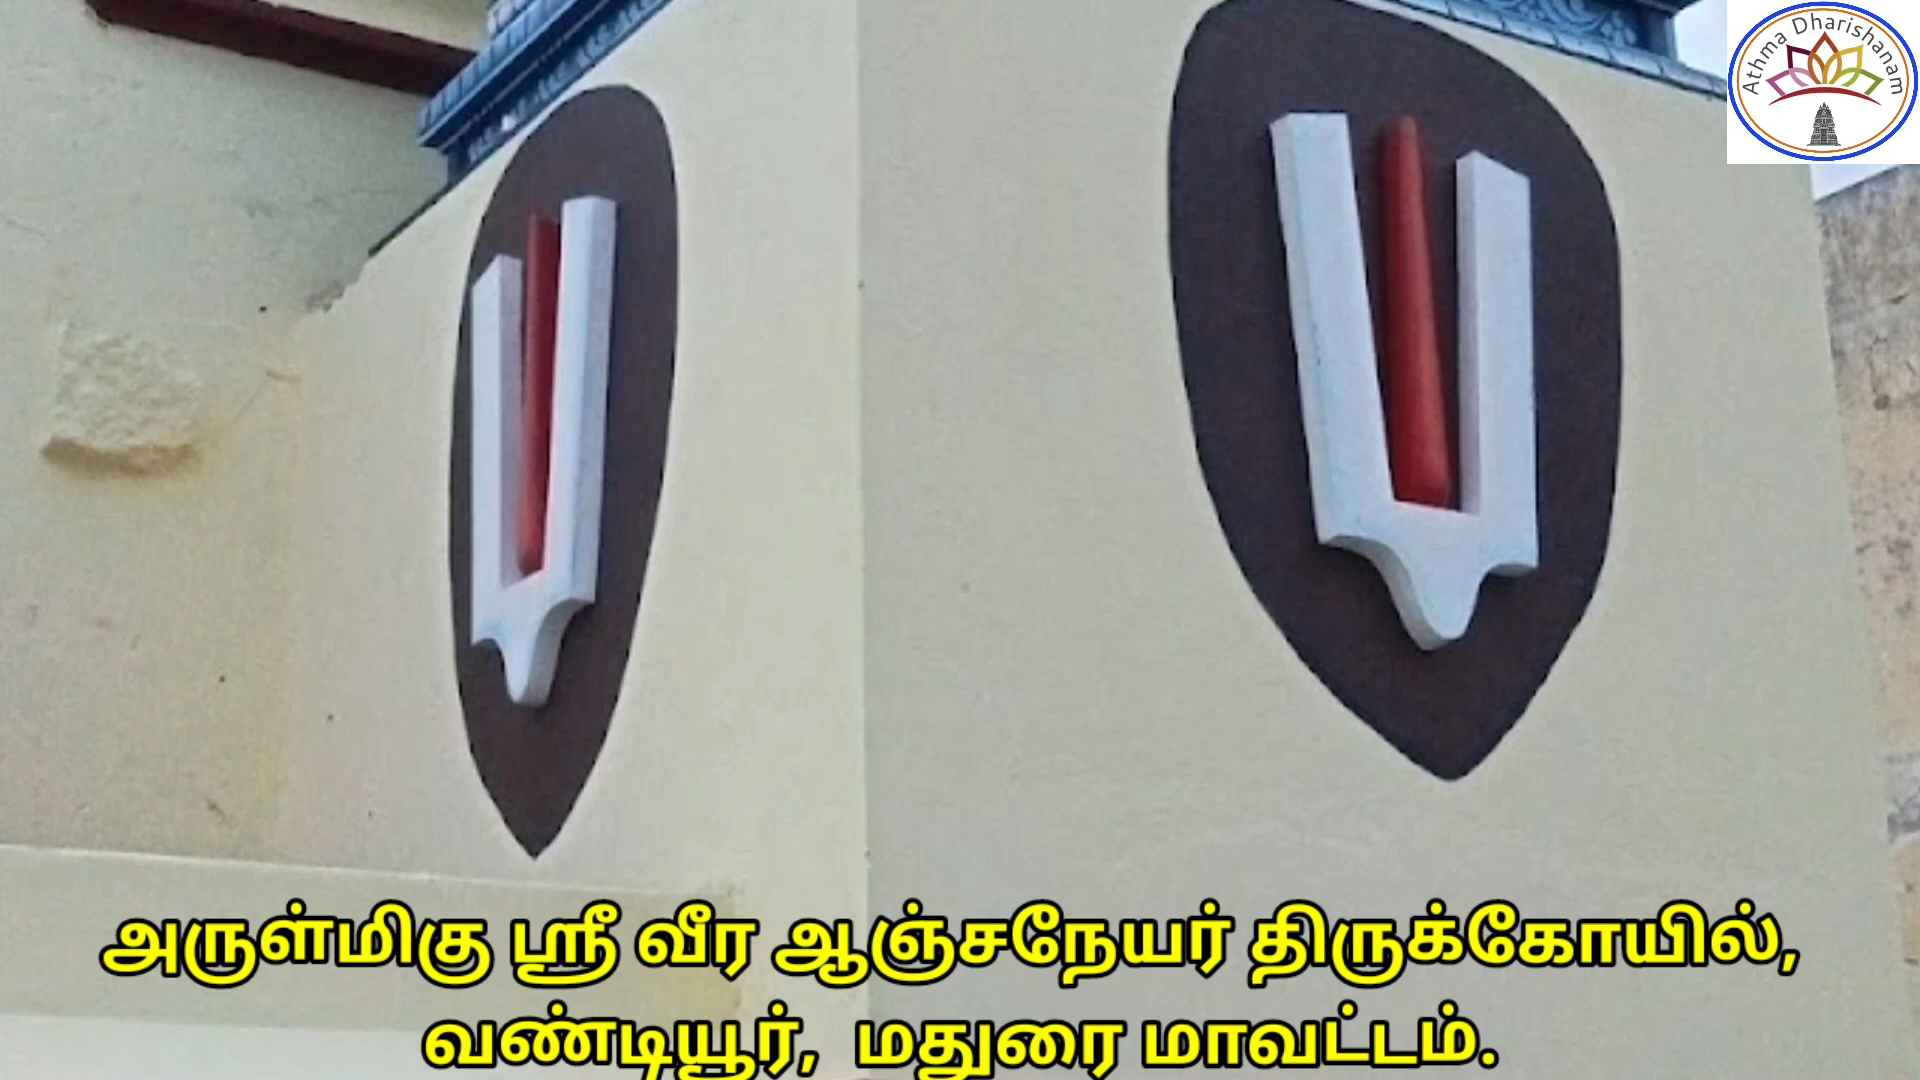 Athma Dharishanam
அருள்மிகு ஸ்ரீ வீர ஆஞ்சநேயர் திருக்கோயில்,
வண்டியூர், மதுரை மாவட்டம்.